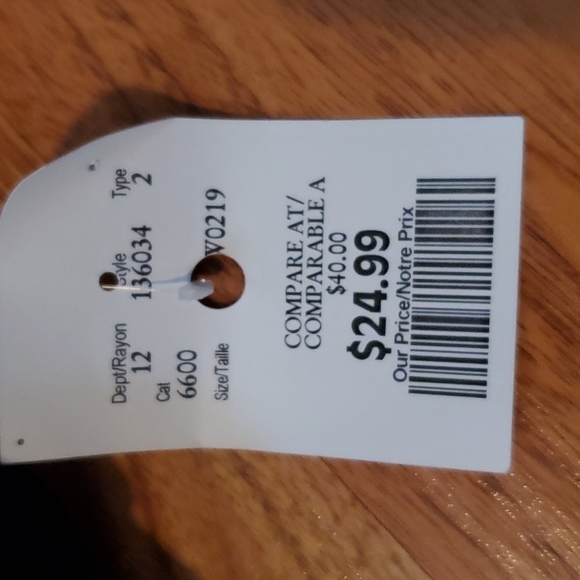 Dept/Rayon Style Type
12 136034 2
Cat
6600 V0219
Size/Taille
COMPARE AT/
COMPARABLE A
$40.00
$24.99
Our Price/Notre Prix